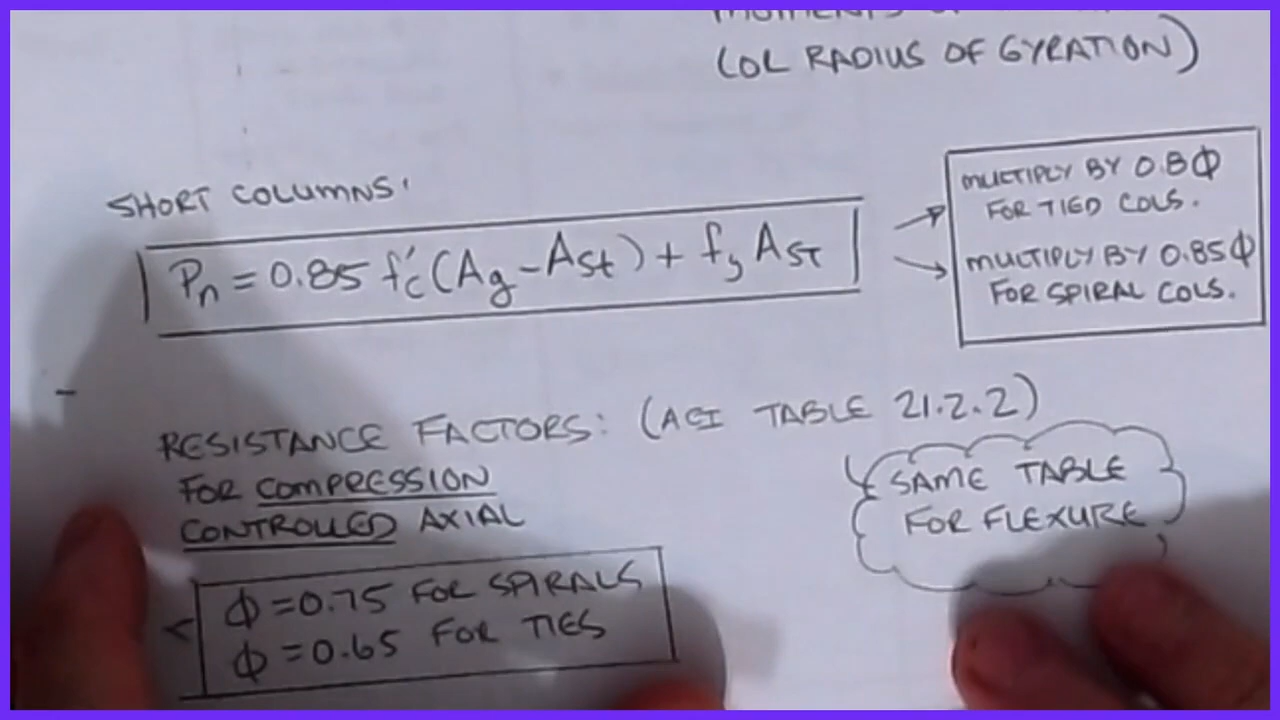 (OR RADIUS OF GYRATION)
SHORT COLUMNS:
Pn = 0.85 f'c (Ag - Ast) + fy AST
MULTIPLY BY 0.8Φ
FOR TIED COLS.
MULTIPLY BY 0.85Φ
FOR SPIRAL COLS.
RESISTANCE FACTORS: (ACI TABLE 21.2.2)
FOR COMPRESSION
CONTROLLED AXIAL
SAME TABLE
FOR FLEXURE
Φ = 0.75 FOR SPIRALS
Φ = 0.65 FOR TIES